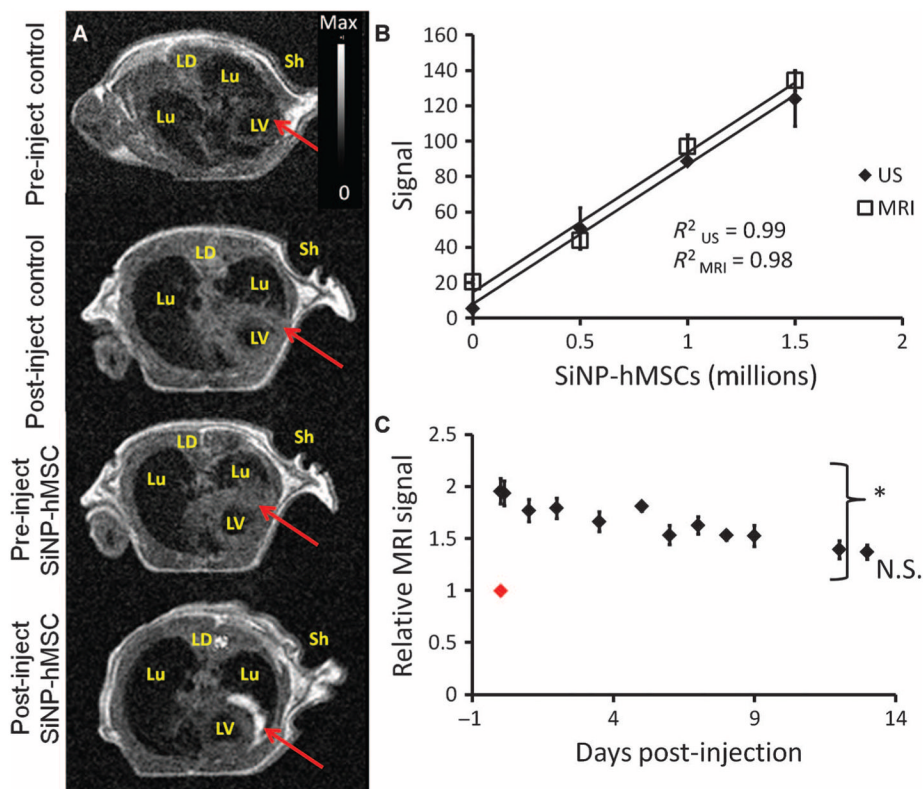 A
Max
0
Pre-inject control
LD
Lu
Sh
Lu
LV
Post-inject control
LD
Sh
Lu
Lu
LV
Pre-inject
SiNP-hMSC
LD
Sh
Lu
Lu
LV
Post-inject
SiNP-hMSC
LD
Sh
Lu
Lu
LV
B
160
140
120
100
80
60
40
20
0
Signal
US
MRI
R² US = 0.99
R² MRI = 0.98
0 0.5 1 1.5 2
SiNP-hMSCs (millions)
C
2.5
2
1.5
1
0.5
0
Relative MRI signal
*
N.S.
−1 4 9 14
Days post-injection